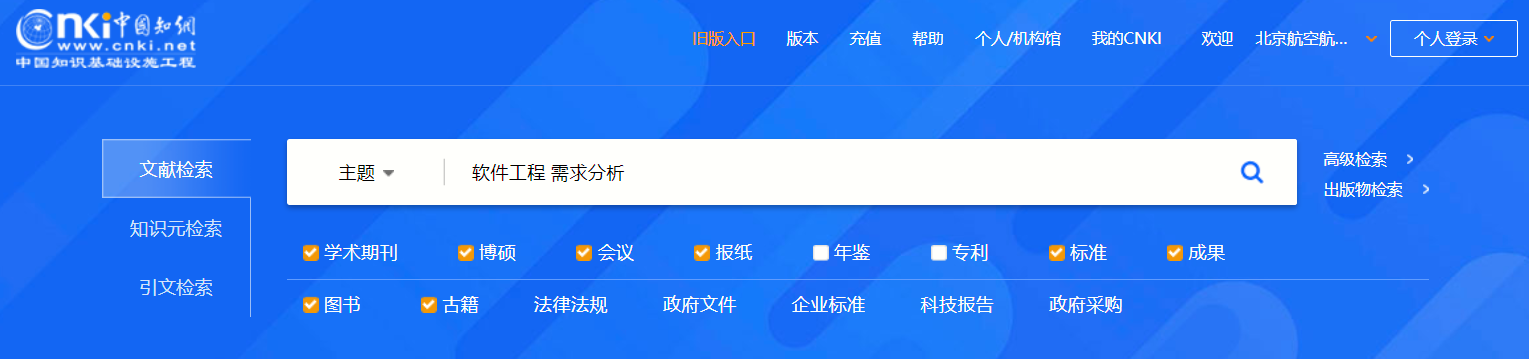 Cnki中国知网
www.cnki.net
中国知识基础设施工程
旧版入口 版本 充值 帮助 个人/机构馆 我的CNKI 欢迎 北京航空航... 个人登录
文献检索
知识元检索
引文检索
主题 软件工程 需求分析
高级检索
出版物检索
学术期刊 博硕 会议 报纸 年鉴 专利 标准 成果
图书 古籍 法律法规 政府文件 企业标准 科技报告 政府采购